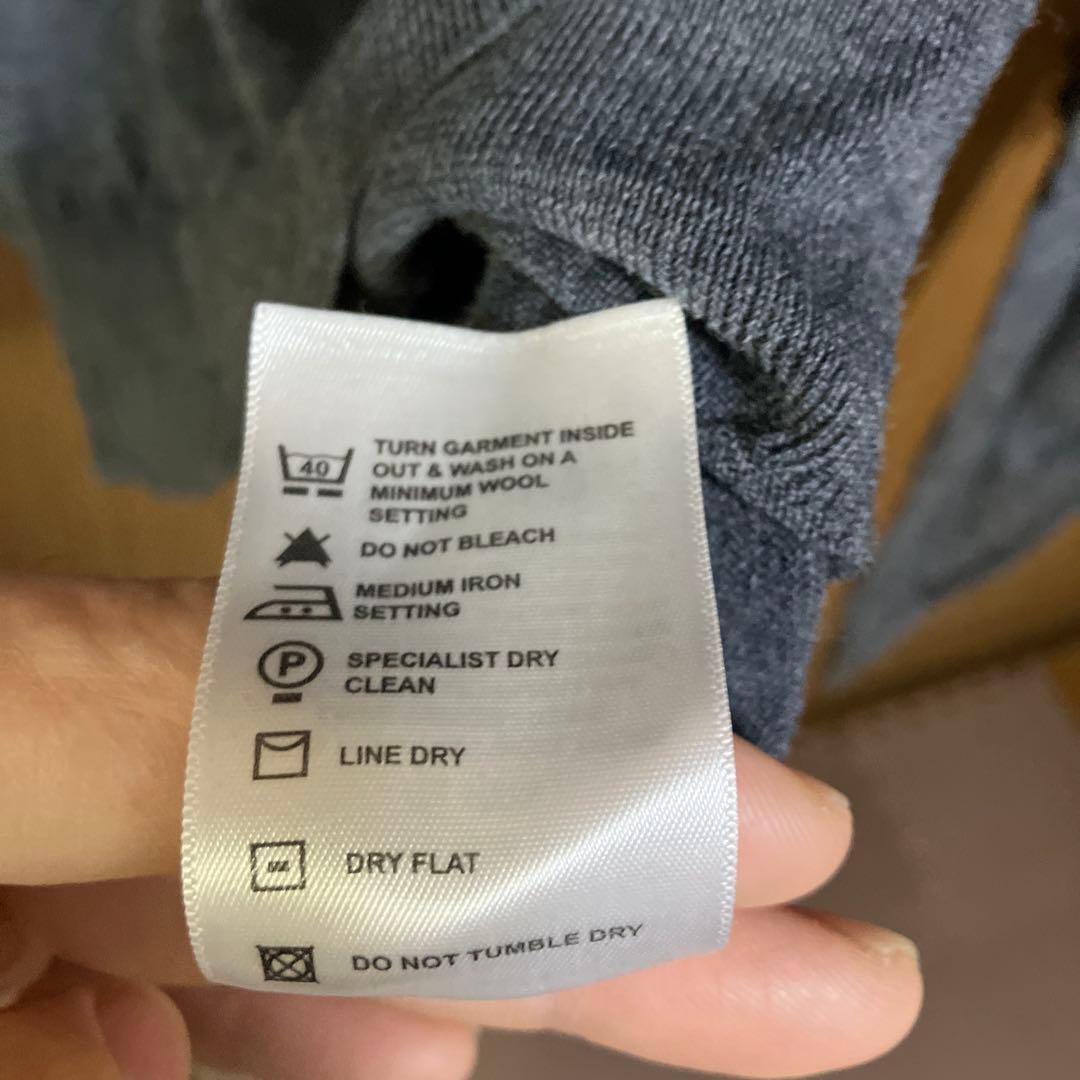 40
TURN GARMENT INSIDE
OUT & WASH ON A
MINIMUM WOOL
SETTING
DO NOT BLEACH
MEDIUM IRON
SETTING
P
SPECIALIST DRY
CLEAN
LINE DRY
DRY FLAT
DO NOT TUMBLE DRY